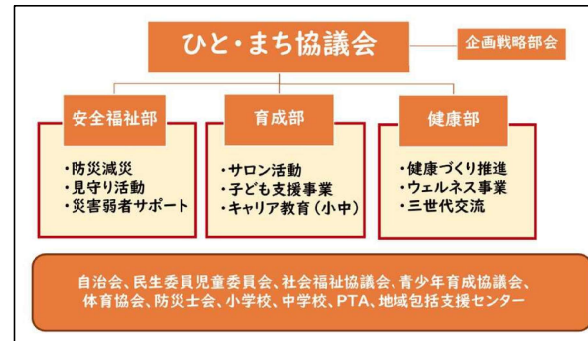 ひと・まち協議会
企画戦略部会
安全福祉部
・防災減災
・見守り活動
・災害弱者サポート
育成部
・サロン活動
・子ども支援事業
・キャリア教育(小中)
健康部
・健康づくり推進
・ウェルネス事業
・三世代交流
自治会、民生委員児童委員会、社会福祉協議会、青少年育成協議会、
体育協会、防災士会、小学校、中学校、PTA、地域包括支援センター